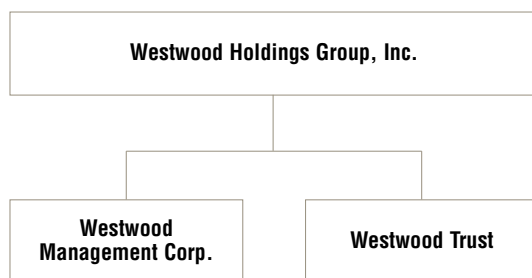 Westwood Holdings Group, Inc.
Westwood
Management Corp.
Westwood Trust